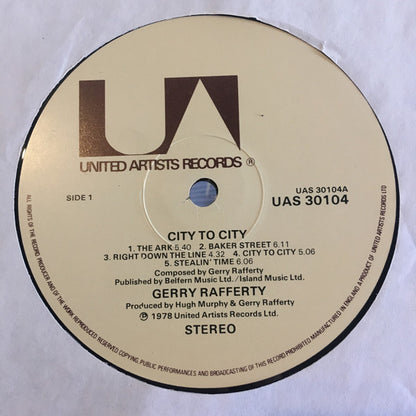 UA
UNITED ARTISTS RECORDS ®
SIDE 1
UAS 30104A
UAS 30104
CITY TO CITY
1. THE ARK 5.40 2. BAKER STREET 6.11
3. RIGHT DOWN THE LINE 4.32 4. CITY TO CITY 5.06
5. STEALIN' TIME 6.06
Composed by Gerry Rafferty
Published by Belfern Music Ltd./Island Music Ltd.
GERRY RAFFERTY
Produced by Hugh Murphy & Gerry Rafferty
℗ 1978 United Artists Records Ltd.
STEREO
ALL RIGHTS OF THE RECORD PRODUCER AND OF THE OWNER OF THE WORK REPRODUCED RESERVED COPYING, PUBLIC PERFORMANCES AND BROADCASTING OF THIS RECORD PROHIBITED MANUFACTURED IN ENGLAND A PRODUCT OF UNITED ARTISTS RECORDS LTD